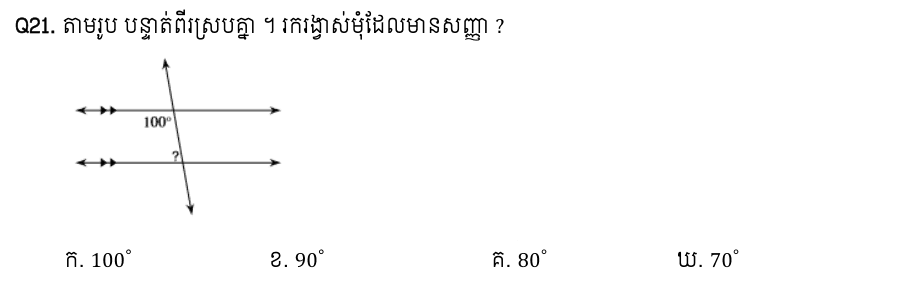 Q21. តាមរូប បន្ទាត់ពីរស្របគ្នា ។ រករង្វាស់មុំដែលមានសញ្ញា ?
100°
?
ក. 100° ខ. 90° គ. 80° ឃ. 70°